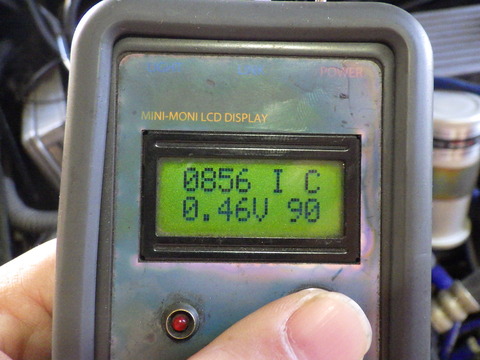 POWER
MINI-MONI LCD DISPLAY
0856 I C
0.46V 90